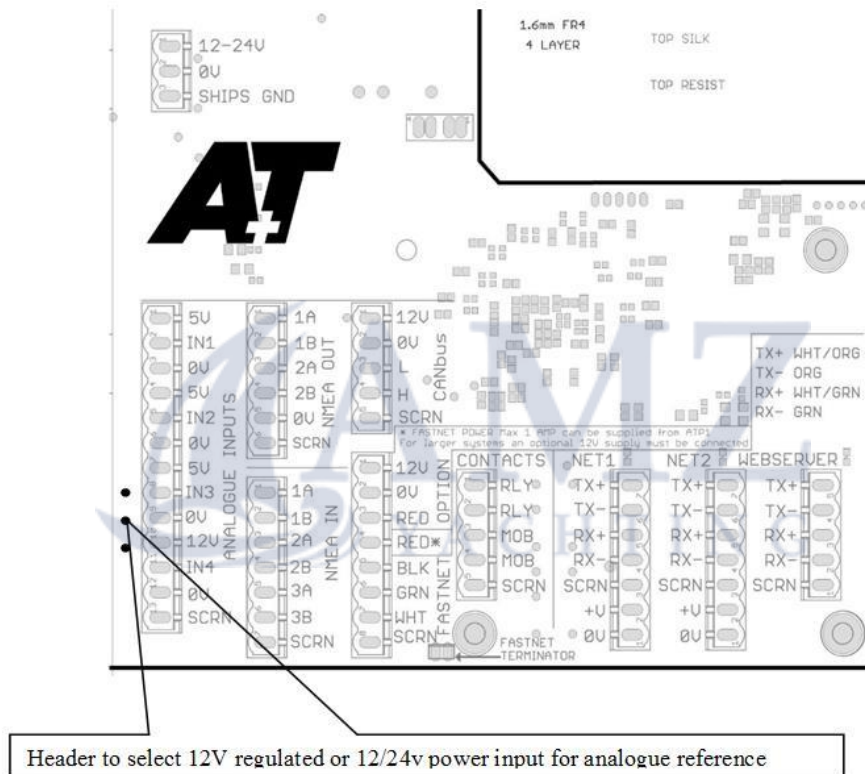 1.6mm FR4
4 LAYER
TOP SILK
TOP RESIST
12-24V
0V
SHIPS GND
A+T
5V
IN1
0V
5V
IN2
0V
5V
IN3
0V
12V
IN4
0V
SCRN
ANALOGUE INPUTS
1A
1B
2A
2B
0V
SCRN
NMEA OUT
1A
1B
2A
2B
3A
3B
SCRN
NMEA IN
12V
0V
L
H
SCRN
CANbus
* FASTNET POWER Max 1 AMP can be supplied from ATP1
For larger systems an optional 12V supply must be connected
12V
0V
RED
RED*
BLK
GRN
WHT
SCRN
FASTNET OPTION
FASTNET
TERMINATOR
CONTACTS
RLY
RLY
MOB
MOB
SCRN
NET1
TX+
TX-
RX+
RX-
SCRN
+V
0V
NET2
TX+
TX-
RX+
RX-
SCRN
+V
0V
WEBSERVER
TX+
TX-
RX+
RX-
SCRN
TX+ WHT/ORG
TX- ORG
RX+ WHT/GRN
RX- GRN
AMZ
YACHTING
Header to select 12V regulated or 12/24v power input for analogue reference